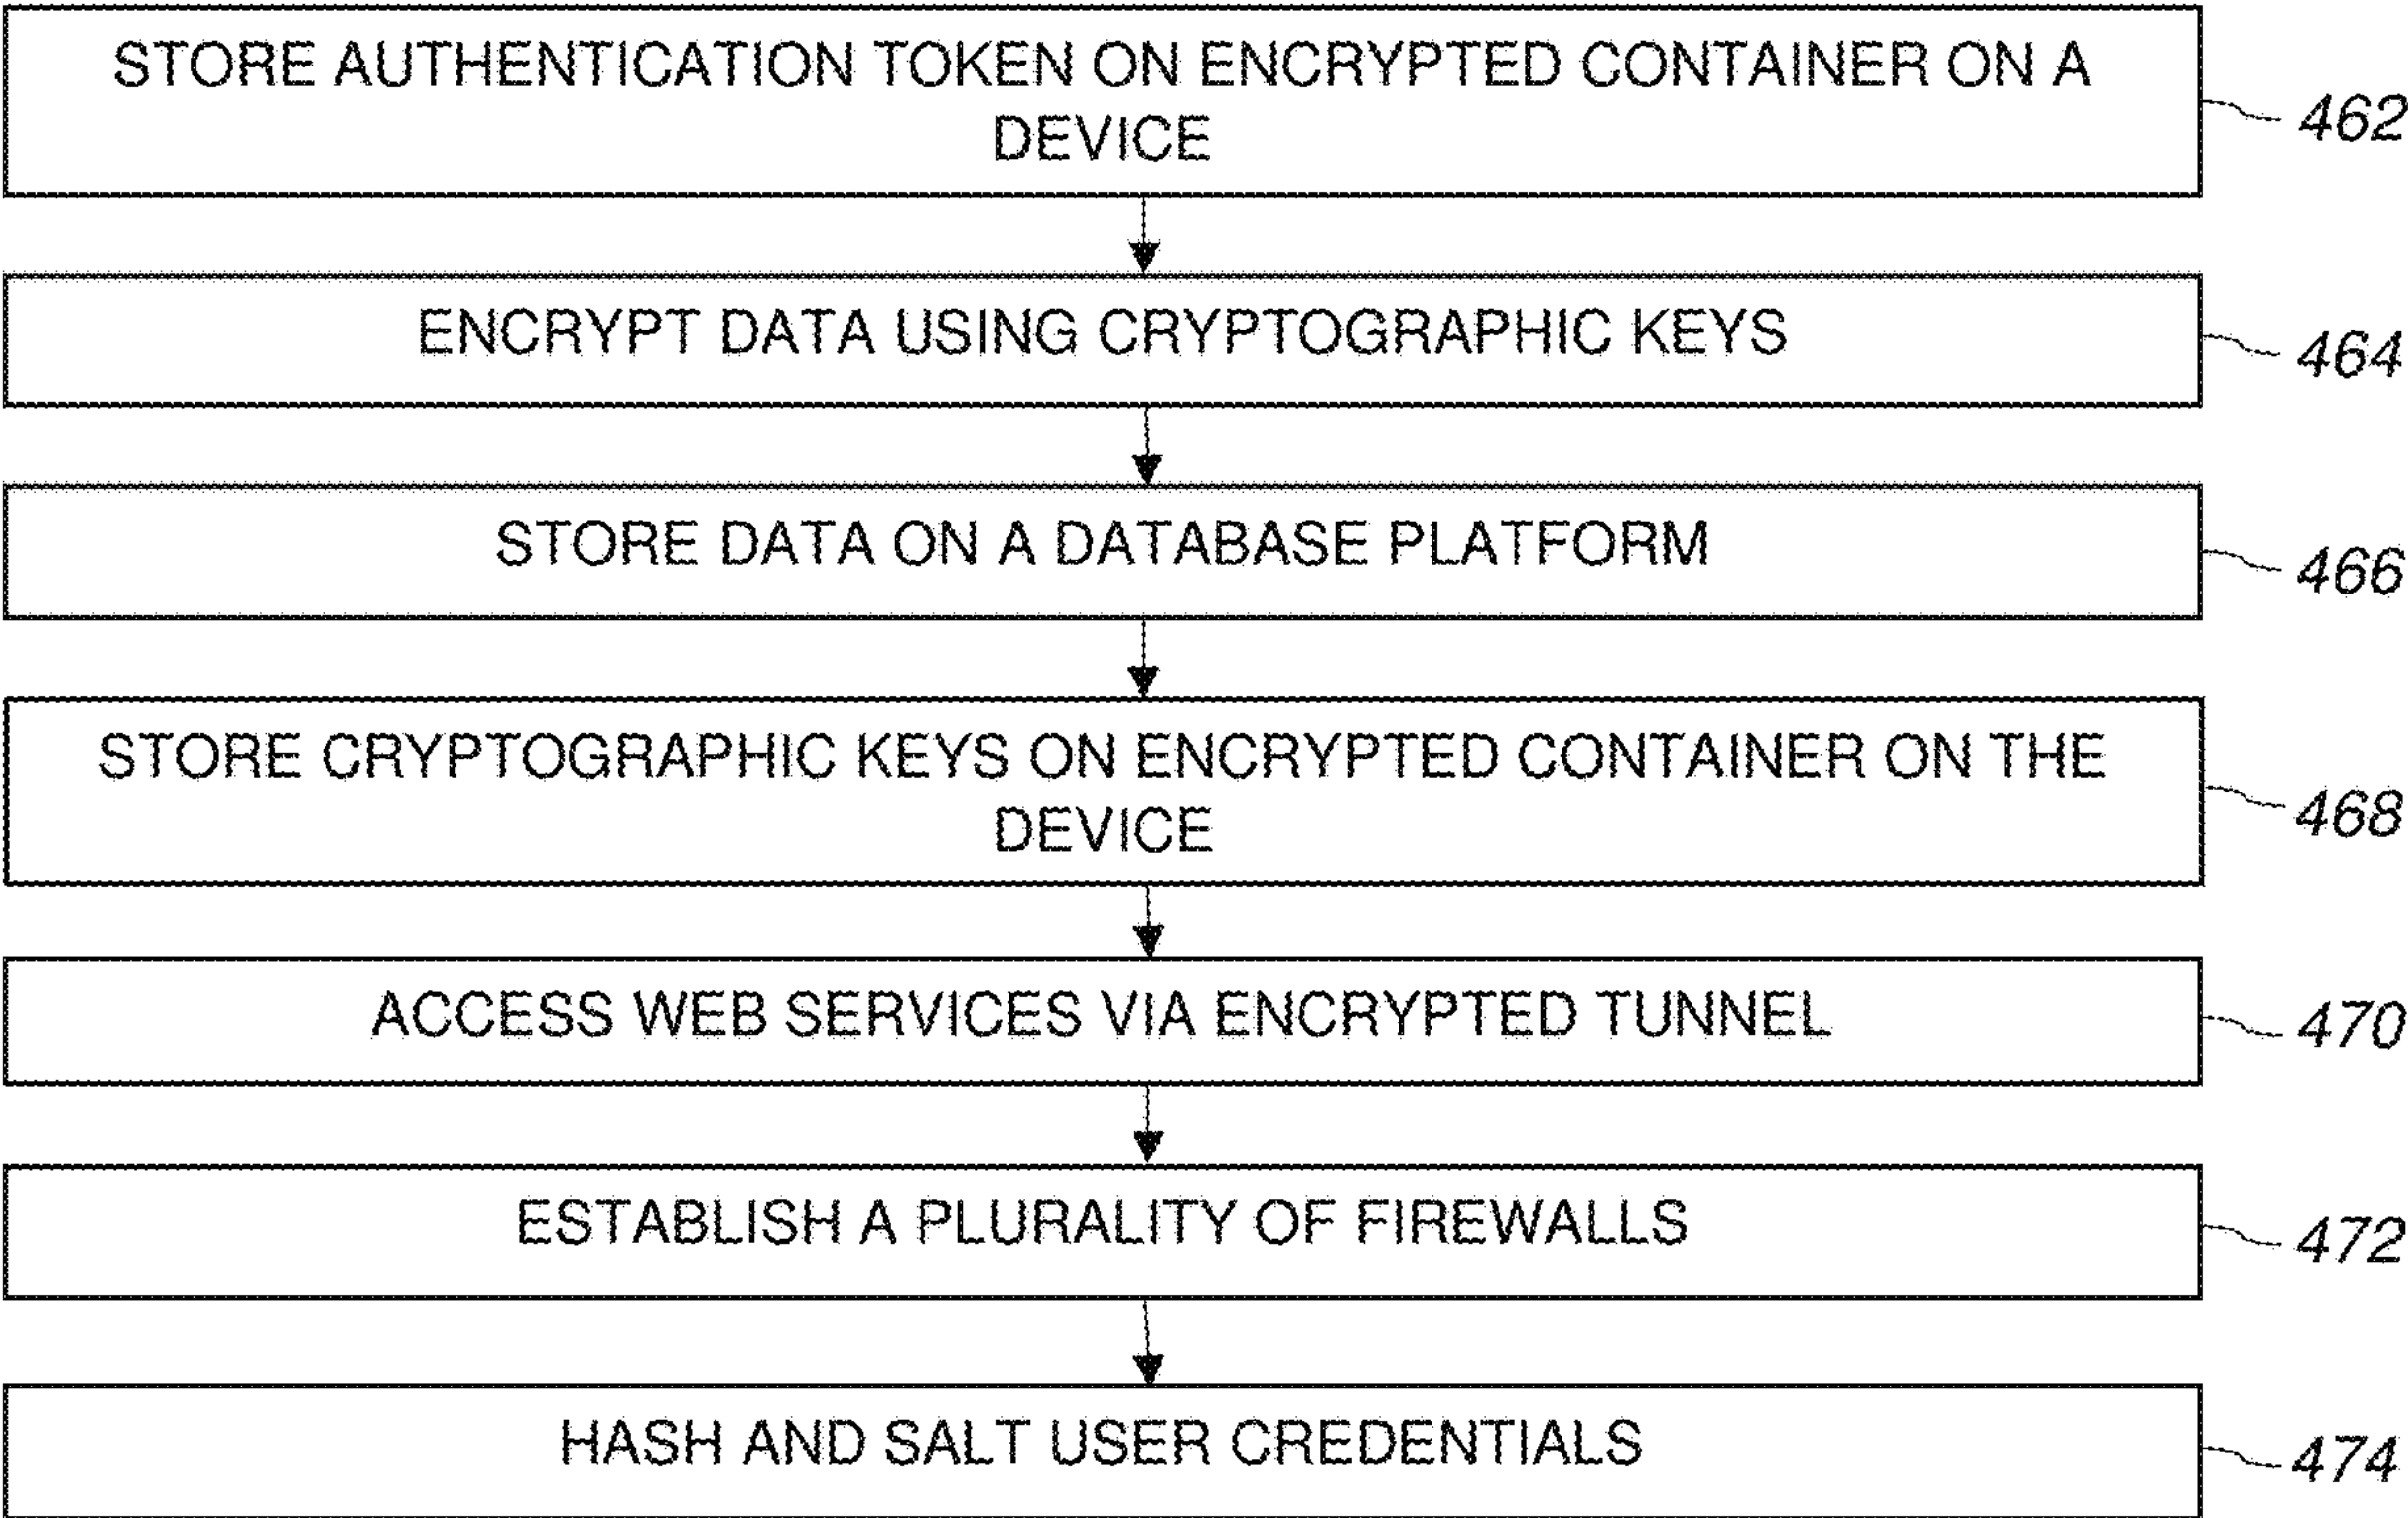 STORE AUTHENTICATION TOKEN ON ENCRYPTED CONTAINER ON A
DEVICE
462
ENCRYPT DATA USING CRYPTOGRAPHIC KEYS
464
STORE DATA ON A DATABASE PLATFORM
466
STORE CRYPTOGRAPHIC KEYS ON ENCRYPTED CONTAINER ON THE
DEVICE
468
ACCESS WEB SERVICES VIA ENCRYPTED TUNNEL
470
ESTABLISH A PLURALITY OF FIREWALLS
472
HASH AND SALT USER CREDENTIALS
474